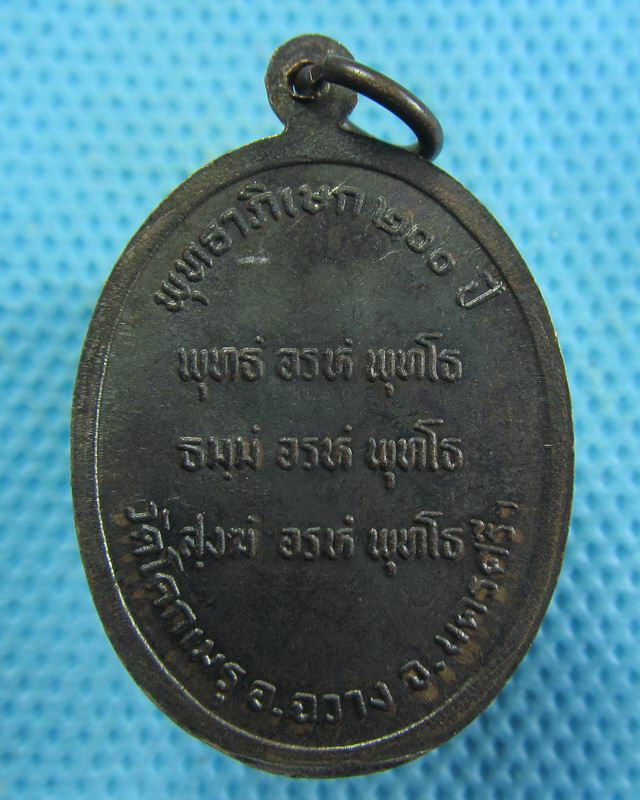 พุทธาภิเษก ๒๐๐ ปี
พุทธํ อรหํ พุทโธ
ธมฺมํ อรหํ พุทโธ
สงฺฆํ อรหํ พุทโธ
วัดโคกเมรุ อ.ฉวาง จ.นครศรีฯ